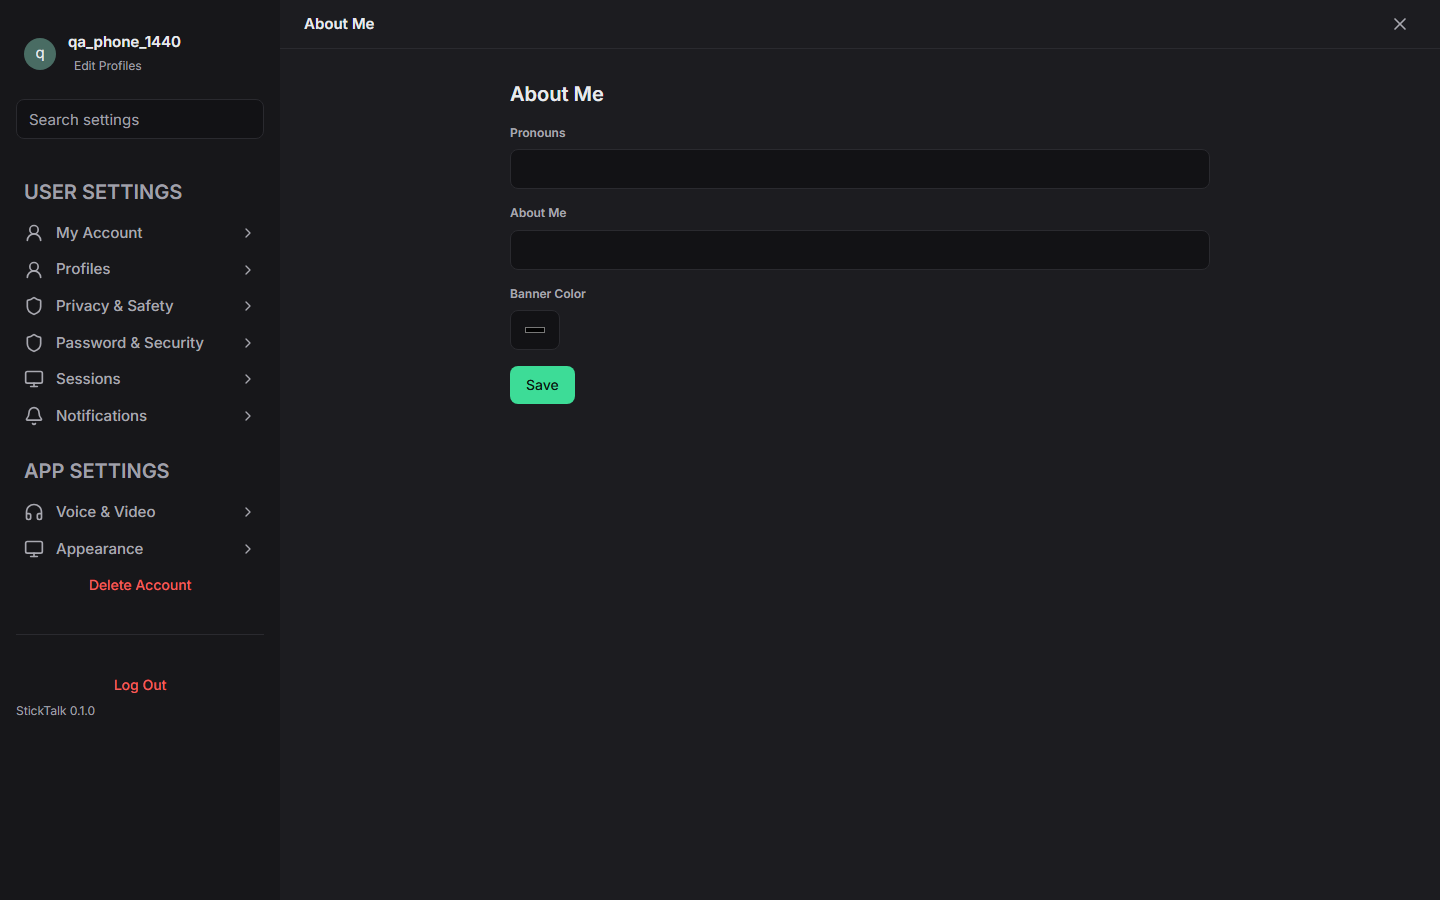 q
qa_phone_1440
Edit Profiles
Search settings
USER SETTINGS
My Account
Profiles
Privacy & Safety
Password & Security
Sessions
Notifications
APP SETTINGS
Voice & Video
Appearance
Delete Account
Log Out
StickTalk 0.1.0
About Me
About Me
Pronouns
About Me
Banner Color
Save